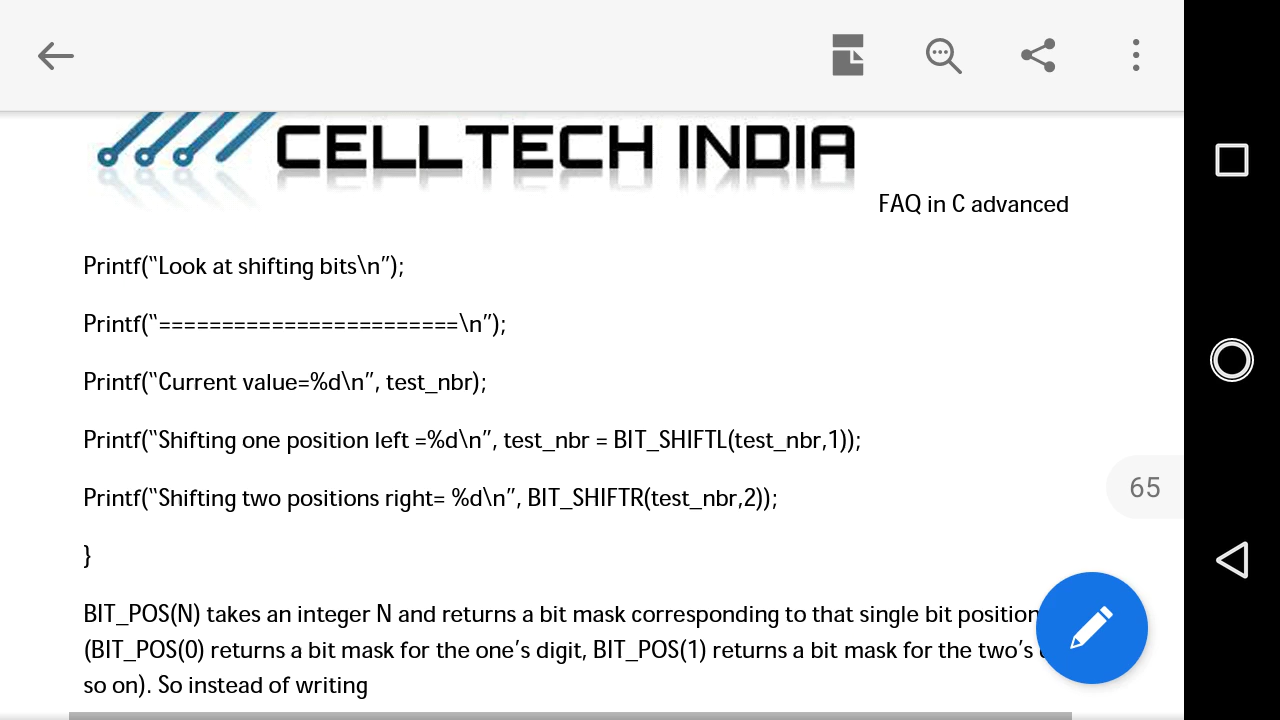 CELLTECH INDIA
FAQ in C advanced
Printf(“Look at shifting bits\n”);
Printf(“========================\n”);
Printf(“Current value=%d\n”, test_nbr);
Printf(“Shifting one position left =%d\n”, test_nbr = BIT_SHIFTL(test_nbr,1));
Printf(“Shifting two positions right= %d\n”, BIT_SHIFTR(test_nbr,2));
65
}
BIT_POS(N) takes an integer N and returns a bit mask corresponding to that single bit position
(BIT_POS(0) returns a bit mask for the one’s digit, BIT_POS(1) returns a bit mask for the two’s
so on). So instead of writing